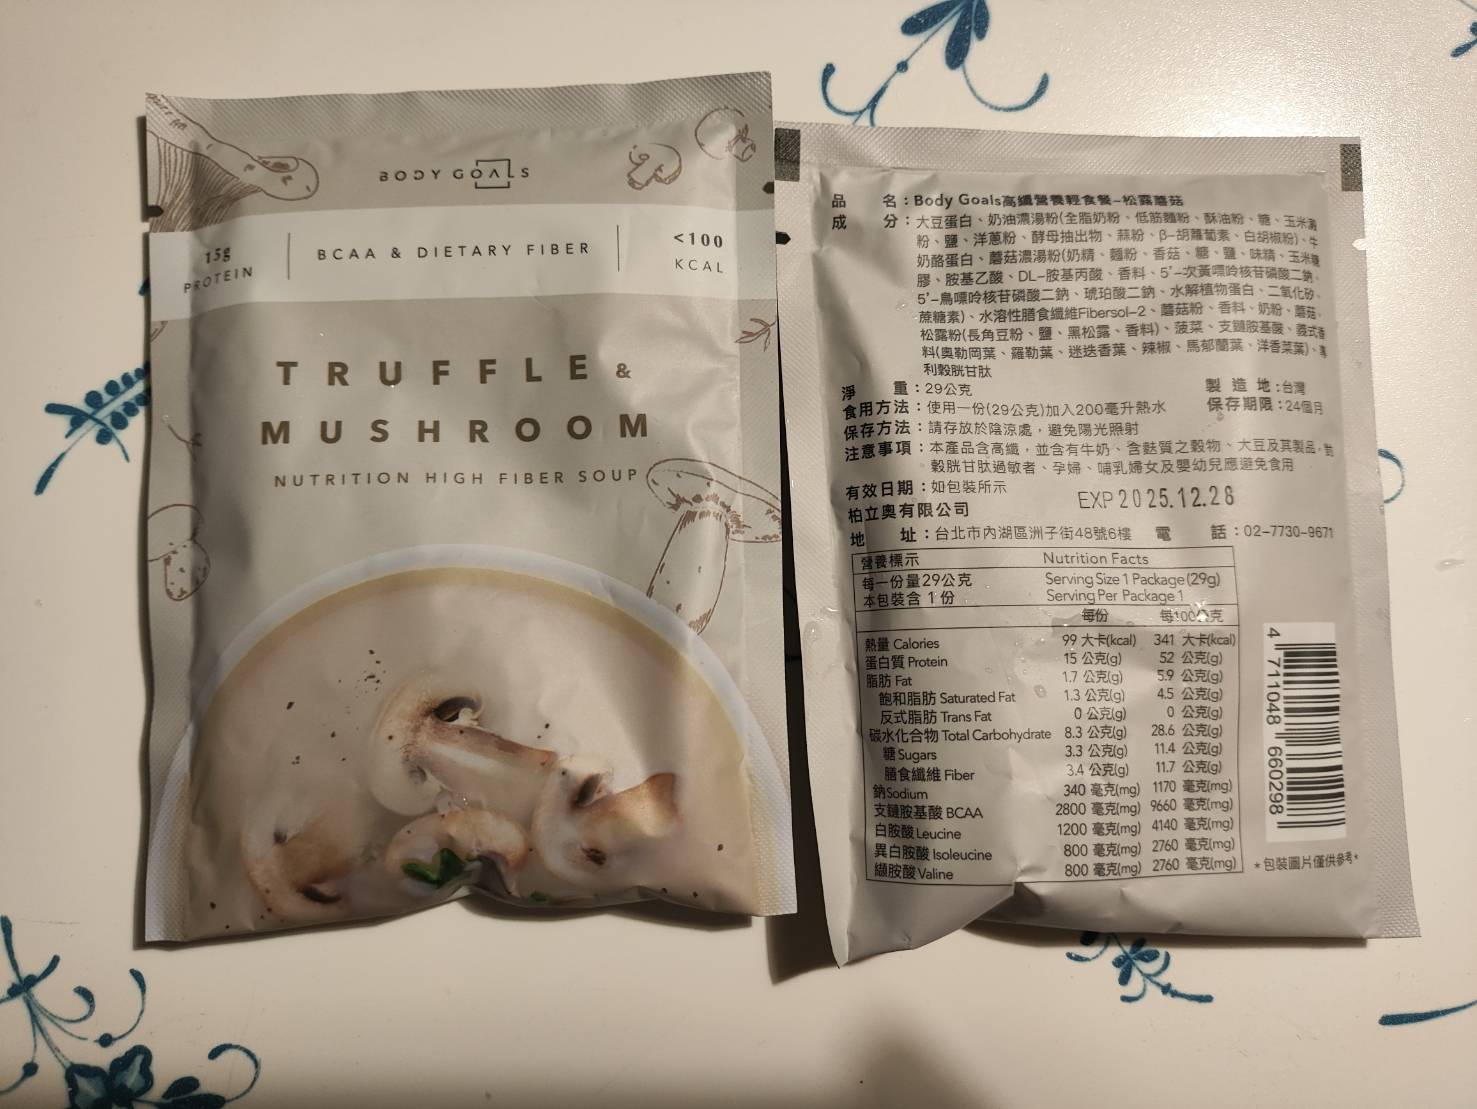 BODY GOALS
15g
PROTEIN
BCAA & DIETARY FIBER
<100
KCAL
TRUFFLE &
MUSHROOM
NUTRITION HIGH FIBER SOUP
品 名：Body Goals高纖營養輕食餐-松露蘑菇
成 分：大豆蛋白、奶油濃湯粉(全脂奶粉、低筋麵粉、酥油粉、糖、玉米澱
粉、鹽、洋蔥粉、酵母抽出物、蒜粉、β-胡蘿蔔素、白胡椒粉)、牛
奶酪蛋白、蘑菇濃湯粉(奶精、麵粉、香菇、糖、鹽、味精、玉米糖
膠、胺基乙酸、DL-胺基丙酸、香料、5'-次黃嘌呤核苷磷酸二鈉、
5'-鳥嘌呤核苷磷酸二鈉、琥珀酸二鈉、水解植物蛋白、二氧化矽、
蔗糖素)、水溶性膳食纖維Fibersol-2、蘑菇粉、香料、奶粉、蘑菇、
松露粉(長角豆粉、鹽、黑松露、香料)、菠菜、支鏈胺基酸、義式香
料(奧勒岡葉、羅勒葉、迷迭香葉、辣椒、馬郁蘭葉、洋香菜葉)、專
利穀胱甘肽
淨 重：29公克 製 造 地：台灣
食用方法：使用一份(29公克)加入200毫升熱水 保存期限：24個月
保存方法：請存放於陰涼處，避免陽光照射
注意事項：本產品含高纖，並含有牛奶、含麩質之穀物、大豆及其製品，對
穀胱甘肽過敏者、孕婦、哺乳婦女及嬰幼兒應避免食用
有效日期：如包裝所示
EXP 2025.12.28
柏立奧有限公司
地 址：台北市內湖區洲子街48號6樓 電 話：02-7730-9671
營養標示 Nutrition Facts
每一份量29公克 Serving Size 1 Package (29g)
本包裝含 1 份 Serving Per Package 1
每份 每100公克
熱量 Calories 99 大卡(kcal) 341 大卡(kcal)
蛋白質 Protein 15 公克(g) 52 公克(g)
脂肪 Fat 1.7 公克(g) 5.9 公克(g)
飽和脂肪 Saturated Fat 1.3 公克(g) 4.5 公克(g)
反式脂肪 Trans Fat 0 公克(g) 0 公克(g)
碳水化合物 Total Carbohydrate 8.3 公克(g) 28.6 公克(g)
糖 Sugars 3.3 公克(g) 11.4 公克(g)
膳食纖維 Fiber 3.4 公克(g) 11.7 公克(g)
鈉Sodium 340 毫克(mg) 1170 毫克(mg)
支鏈胺基酸 BCAA 2800 毫克(mg) 9660 毫克(mg)
白胺酸 Leucine 1200 毫克(mg) 4140 毫克(mg)
異白胺酸 Isoleucine 800 毫克(mg) 2760 毫克(mg)
纈胺酸 Valine 800 毫克(mg) 2760 毫克(mg)
4 711048 660298
*包裝圖片僅供參考*